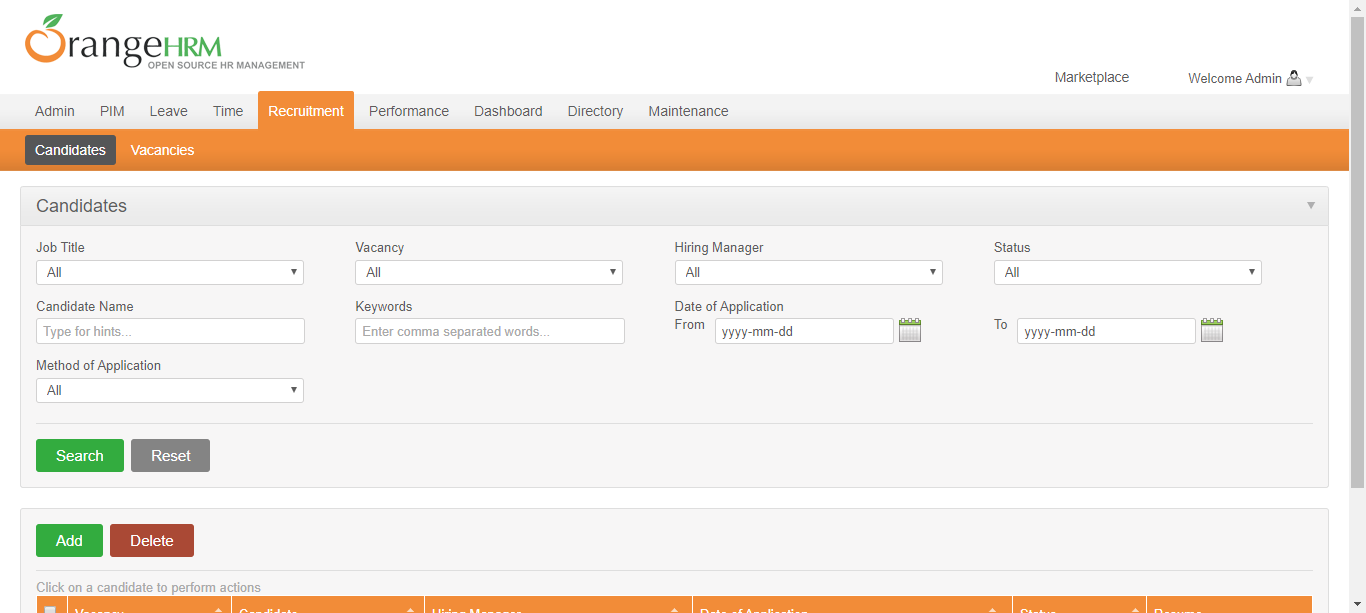 OrangeHRM
OPEN SOURCE HR MANAGEMENT
Marketplace Welcome Admin
Admin PIM Leave Time Recruitment Performance Dashboard Directory Maintenance
Candidates Vacancies
Candidates
Job Title Vacancy Hiring Manager Status
All All All All
Candidate Name Keywords Date of Application
Type for hints... Enter comma separated words... From yyyy-mm-dd To yyyy-mm-dd
Method of Application
All
Search Reset
Add Delete
Click on a candidate to perform actions
Vacancy Candidate Hiring Manager Date of Application Status Resume